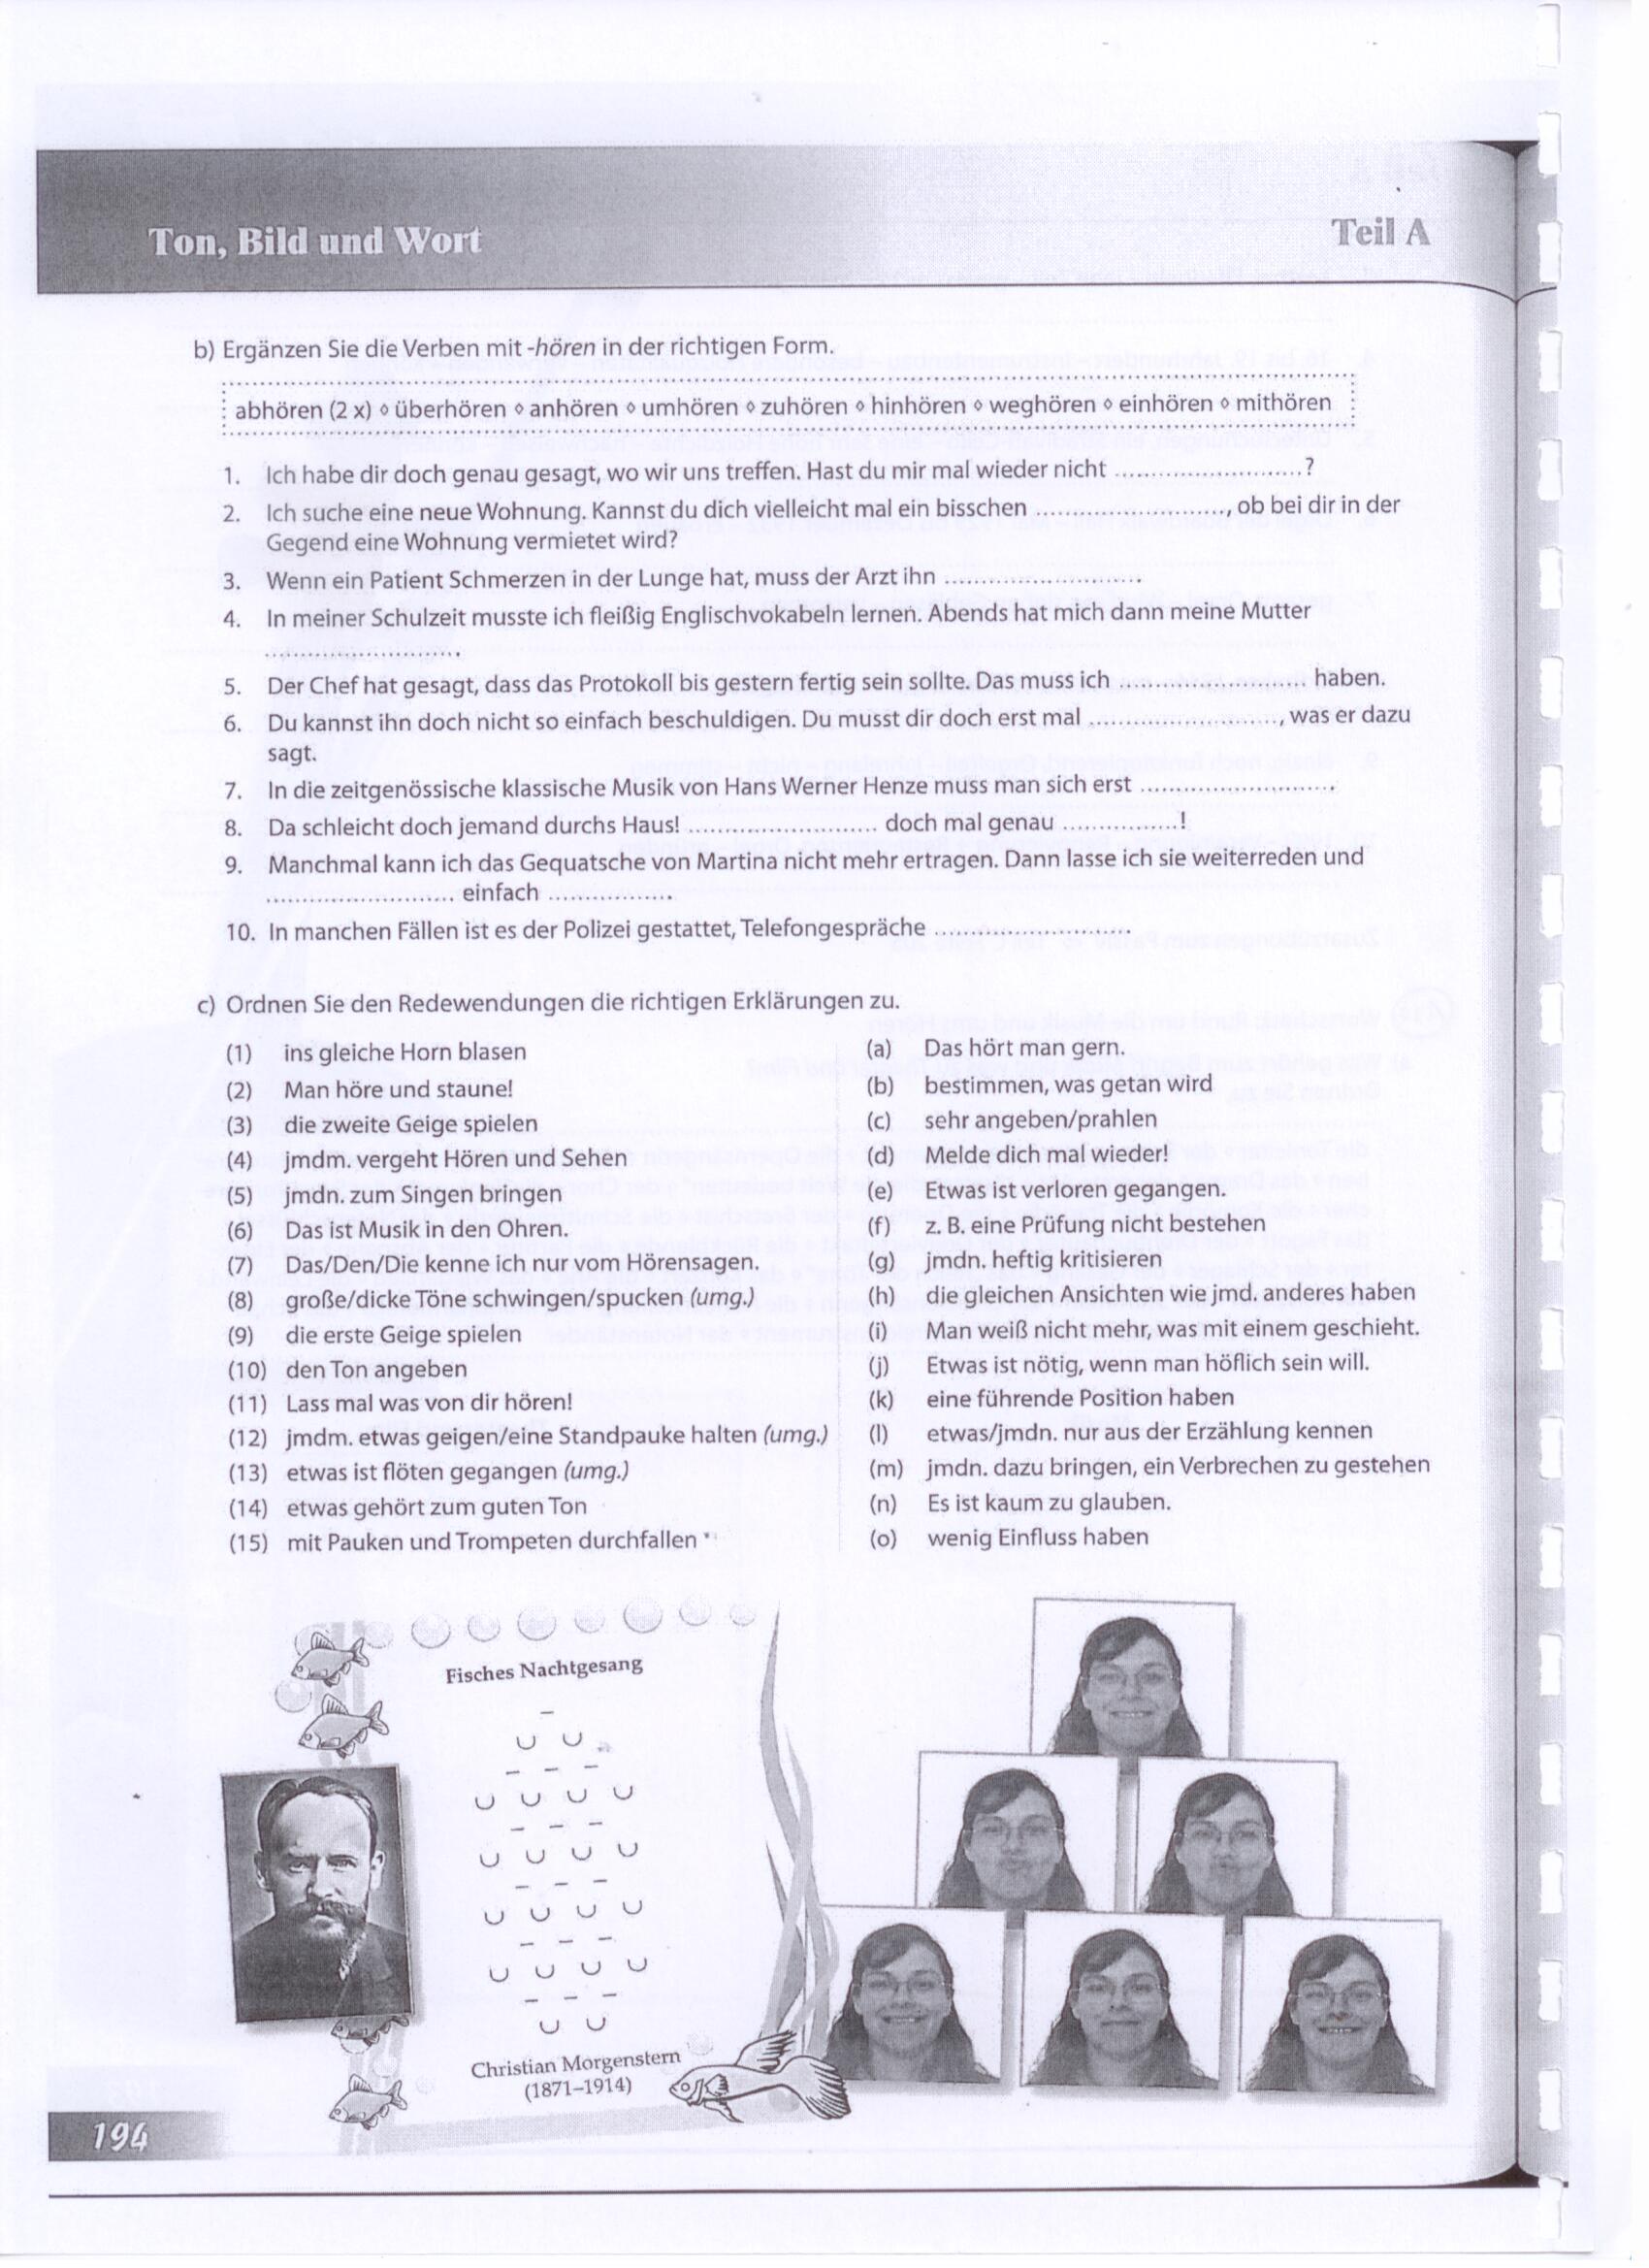 Ton, Bild und Wort
Teil A
b) Ergänzen Sie die Verben mit -hören in der richtigen Form.
abhören (2 x) ⋄ überhören ⋄ anhören ⋄ umhören ⋄ zuhören ⋄ hinhören ⋄ weghören ⋄ einhören ⋄ mithören
1. Ich habe dir doch genau gesagt, wo wir uns treffen. Hast du mir mal wieder nicht ........................?
2. Ich suche eine neue Wohnung. Kannst du dich vielleicht mal ein bisschen ........................, ob bei dir in der
Gegend eine Wohnung vermietet wird?
3. Wenn ein Patient Schmerzen in der Lunge hat, muss der Arzt ihn ........................
4. In meiner Schulzeit musste ich fleißig Englischvokabeln lernen. Abends hat mich dann meine Mutter
........................
5. Der Chef hat gesagt, dass das Protokoll bis gestern fertig sein sollte. Das muss ich ........................ haben.
6. Du kannst ihn doch nicht so einfach beschuldigen. Du musst dir doch erst mal ........................, was er dazu
sagt.
7. In die zeitgenössische klassische Musik von Hans Werner Henze muss man sich erst ........................
8. Da schleicht doch jemand durchs Haus! ........................ doch mal genau ...............!
9. Manchmal kann ich das Gequatsche von Martina nicht mehr ertragen. Dann lasse ich sie weiterreden und
........................ einfach ................
10. In manchen Fällen ist es der Polizei gestattet, Telefongespräche ........................
c) Ordnen Sie den Redewendungen die richtigen Erklärungen zu.
(1) ins gleiche Horn blasen
(2) Man höre und staune!
(3) die zweite Geige spielen
(4) jmdm. vergeht Hören und Sehen
(5) jmdn. zum Singen bringen
(6) Das ist Musik in den Ohren.
(7) Das/Den/Die kenne ich nur vom Hörensagen.
(8) große/dicke Töne schwingen/spucken (umg.)
(9) die erste Geige spielen
(10) den Ton angeben
(11) Lass mal was von dir hören!
(12) jmdm. etwas geigen/eine Standpauke halten (umg.)
(13) etwas ist flöten gegangen (umg.)
(14) etwas gehört zum guten Ton
(15) mit Pauken und Trompeten durchfallen
(a) Das hört man gern.
(b) bestimmen, was getan wird
(c) sehr angeben/prahlen
(d) Melde dich mal wieder!
(e) Etwas ist verloren gegangen.
(f) z. B. eine Prüfung nicht bestehen
(g) jmdn. heftig kritisieren
(h) die gleichen Ansichten wie jmd. anderes haben
(i) Man weiß nicht mehr, was mit einem geschieht.
(j) Etwas ist nötig, wenn man höflich sein will.
(k) eine führende Position haben
(l) etwas/jmdn. nur aus der Erzählung kennen
(m) jmdn. dazu bringen, ein Verbrechen zu gestehen
(n) Es ist kaum zu glauben.
(o) wenig Einfluss haben
Fisches Nachtgesang
–
◡ ◡
– – –
◡ ◡ ◡ ◡
– – –
◡ ◡ ◡ ◡
– – –
◡ ◡ ◡ ◡
– – –
◡ ◡ ◡ ◡
– – –
◡ ◡
Christian Morgenstern
(1871–1914)
194